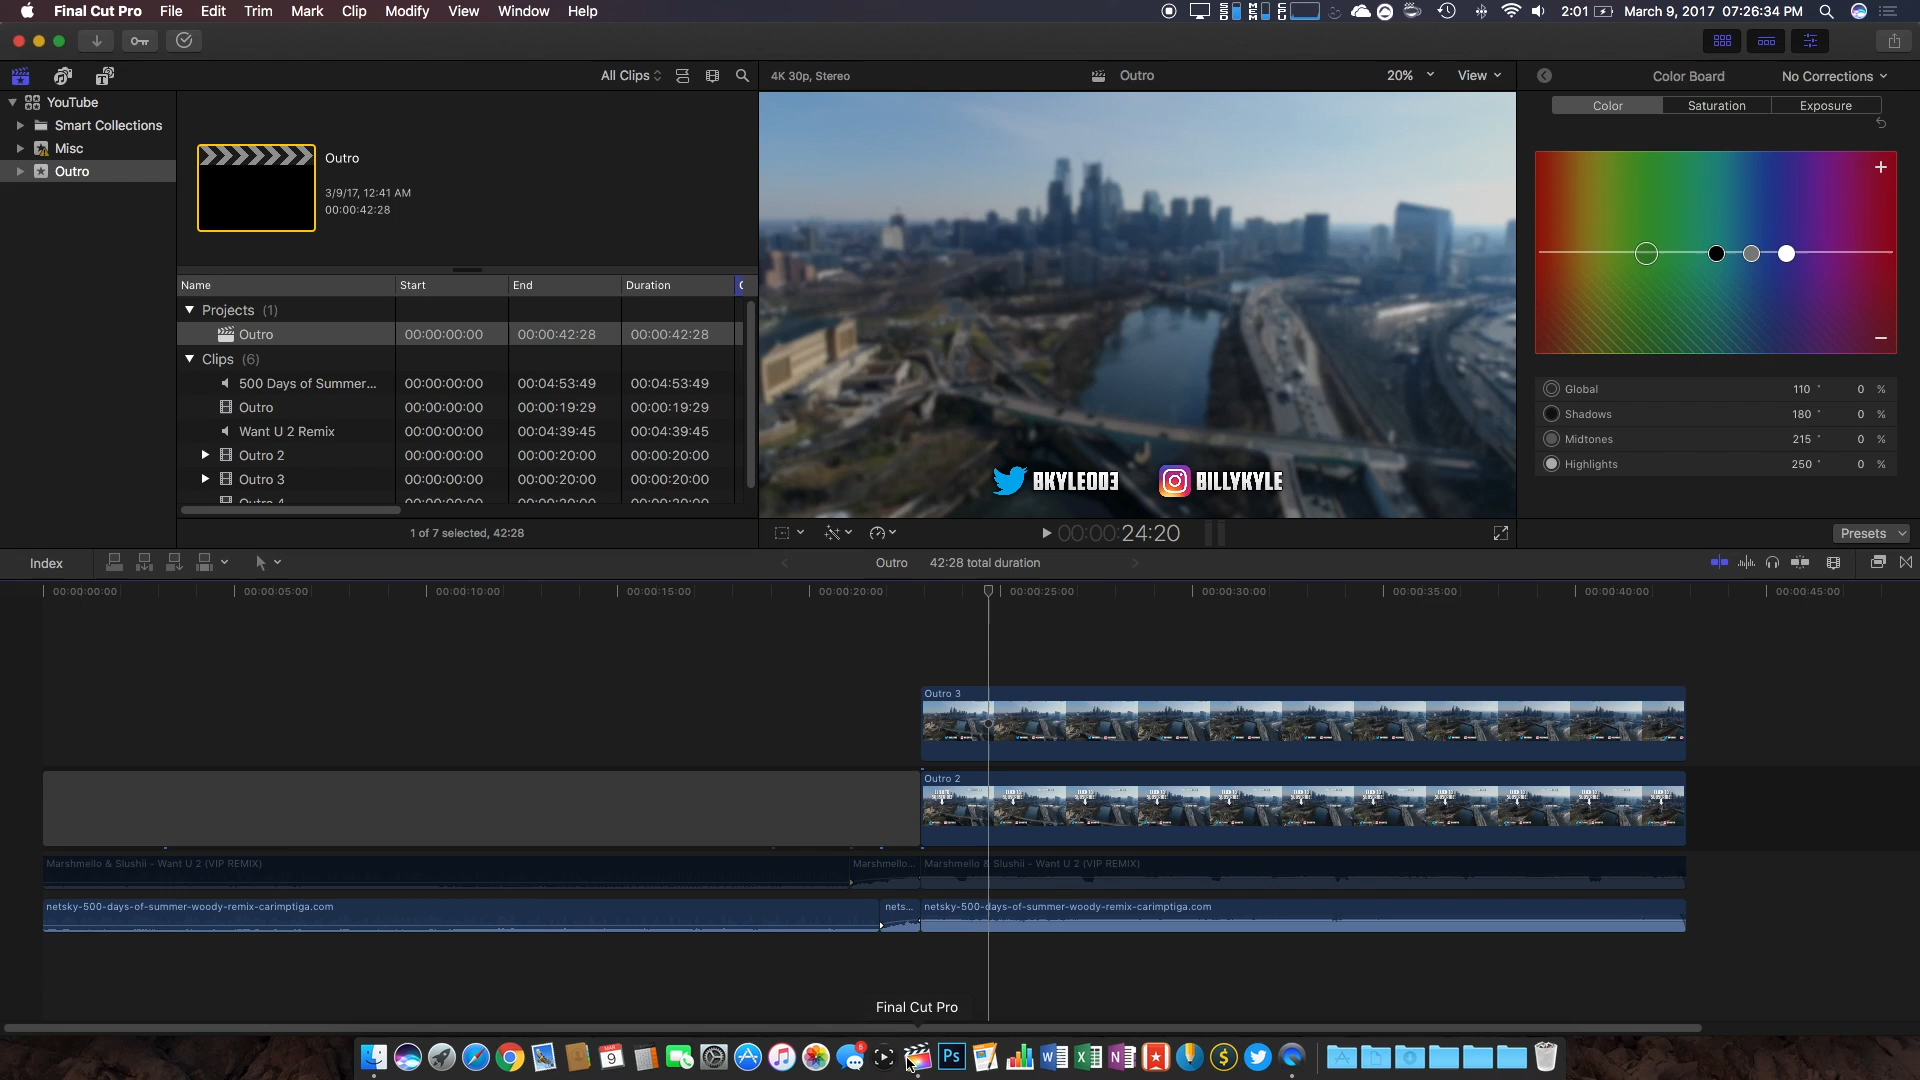 Final Cut Pro File Edit Trim Mark Clip Modify View Window Help 2:01 March 9, 2017 07:26:34 PM
All Clips 4K 30p, Stereo Outro 20% View Color Board No Corrections
YouTube
Smart Collections
Misc
Outro
Outro
3/9/17, 12:41 AM
00:00:42:28
Name Start End Duration
Projects (1)
Outro 00:00:00:00 00:00:42:28 00:00:42:28
Clips (6)
500 Days of Summer... 00:00:00:00 00:04:53:49 00:04:53:49
Outro 00:00:00:00 00:00:19:29 00:00:19:29
Want U 2 Remix 00:00:00:00 00:04:39:45 00:04:39:45
Outro 2 00:00:00:00 00:00:20:00 00:00:20:00
Outro 3 00:00:00:00 00:00:20:00 00:00:20:00
1 of 7 selected, 42:28
BKYLE003 BILLYKYLE
00:00:00:24:20
Color Saturation Exposure
Global 110 ° 0 %
Shadows 180 ° 0 %
Midtones 215 ° 0 %
Highlights 250 ° 0 %
Presets
Index Outro 42:28 total duration
00:00:00:00 00:00:05:00 00:00:10:00 00:00:15:00 00:00:20:00 00:00:25:00 00:00:30:00 00:00:35:00 00:00:40:00 00:00:45:00
Outro 3
Outro 2
Marshmello & Slushii - Want U 2 (VIP REMIX) Marshmello... Marshmello & Slushii - Want U 2 (VIP REMIX)
netsky-500-days-of-summer-woody-remix-carimptiga.com nets... netsky-500-days-of-summer-woody-remix-carimptiga.com
Final Cut Pro
MAR
9
6
Ps